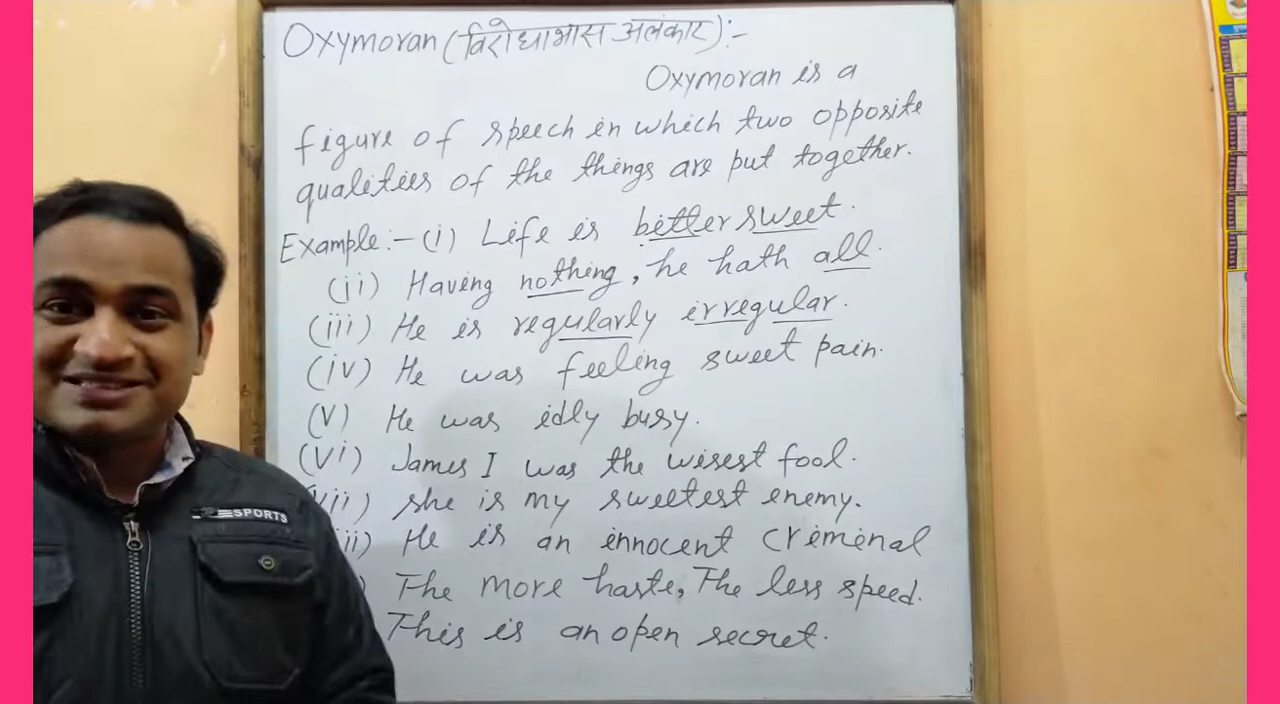 Oxymoran (विरोधाभास अलंकार):-
Oxymoran is a
figure of speech in which two opposite
qualities of the things are put together.
Example:- (i) Life is better sweet.
(ii) Having nothing, he hath all.
(iii) He is regularly irregular.
(iv) He was feeling sweet pain.
(v) He was idly busy.
(vi) James I was the wisest fool.
(vii) she is my sweetest enemy.
ii) He is an innocent criminal
) The more haste, The less speed.
This is an open secret.
SPORTS